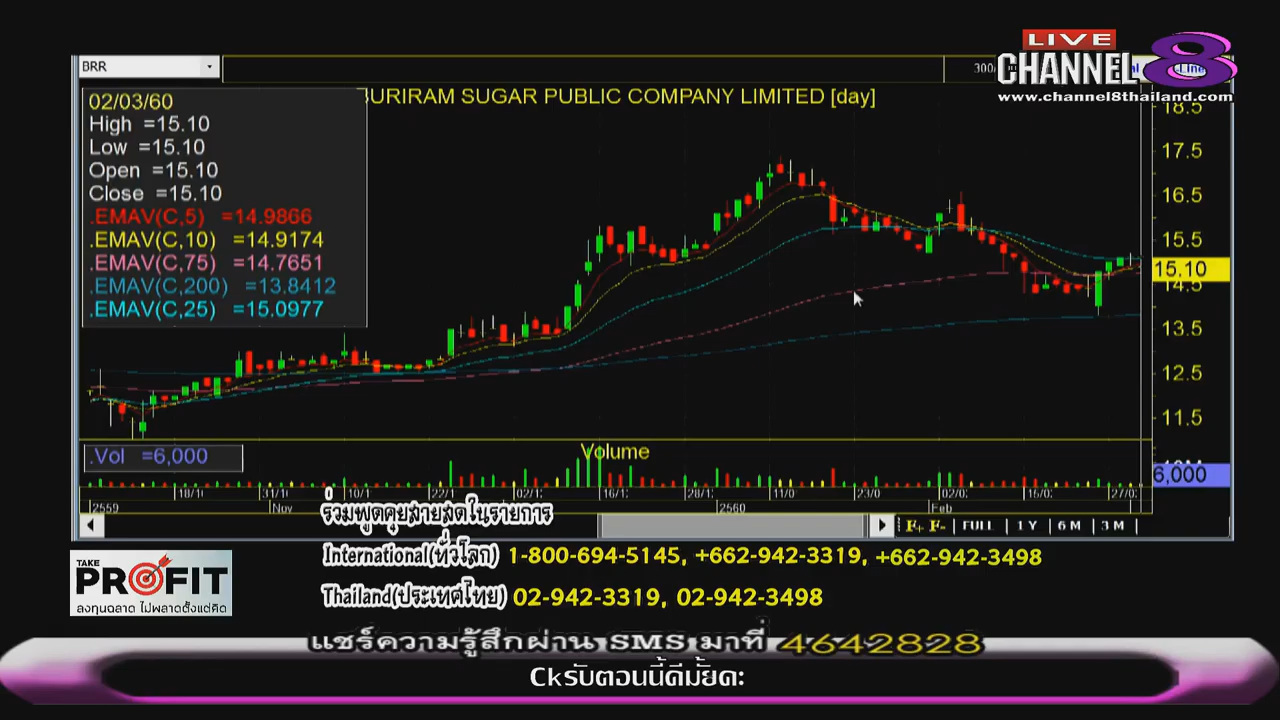 LIVE
CHANNEL 8
www.channel8thailand.com
BRR
300/
Line
BURIRAM SUGAR PUBLIC COMPANY LIMITED [day]
02/03/60
High =15.10
Low =15.10
Open =15.10
Close =15.10
.EMAV(C,5) =14.9866
.EMAV(C,10) =14.9174
.EMAV(C,75) =14.7651
.EMAV(C,200) =13.8412
.EMAV(C,25) =15.0977
18.5
17.5
16.5
15.5
15.10
14.5
13.5
12.5
11.5
.Vol =6,000
Volume
6,000
18/1 31/1 10/1 22/1 02/1 16/1 28/1 11/0 23/0 02/0 16/0 27/0
2559 Nov 2560 Feb
F+ F- FULL 1 Y 6 M 3 M
ร่วมพูดคุยสายสดในรายการ
International(ทั่วโลก) 1-800-694-5145, +662-942-3319, +662-942-3498
Thailand(ประเทศไทย) 02-942-3319, 02-942-3498
TAKE
PROFIT
ลงทุนฉลาด ไม่พลาดตั้งแต่คิด
แชร์ความรู้สึกผ่าน SMS มาที่ 4642828
Ckรับตอนนี้ดีมั้ยคะ